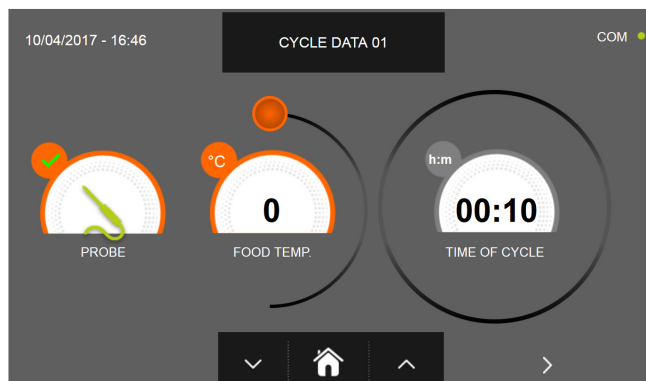 10/04/2017 - 16:46
CYCLE DATA 01
COM
°C
h:m
0
00:10
PROBE
FOOD TEMP.
TIME OF CYCLE